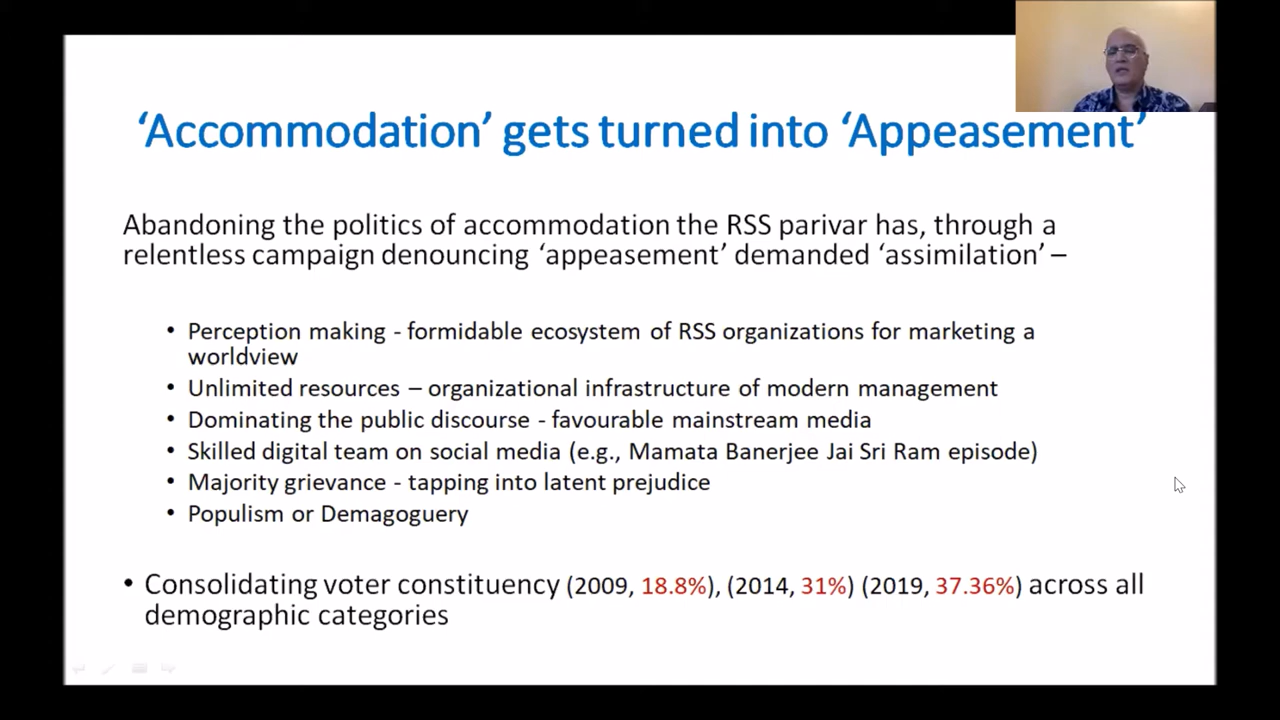 ‘Accommodation’ gets turned into ‘Appeasement’
Abandoning the politics of accommodation the RSS parivar has, through a
relentless campaign denouncing ‘appeasement’ demanded ‘assimilation’ –
• Perception making - formidable ecosystem of RSS organizations for marketing a
worldview
• Unlimited resources – organizational infrastructure of modern management
• Dominating the public discourse - favourable mainstream media
• Skilled digital team on social media (e.g., Mamata Banerjee Jai Sri Ram episode)
• Majority grievance - tapping into latent prejudice
• Populism or Demagoguery
• Consolidating voter constituency (2009, 18.8%), (2014, 31%) (2019, 37.36%) across all
demographic categories